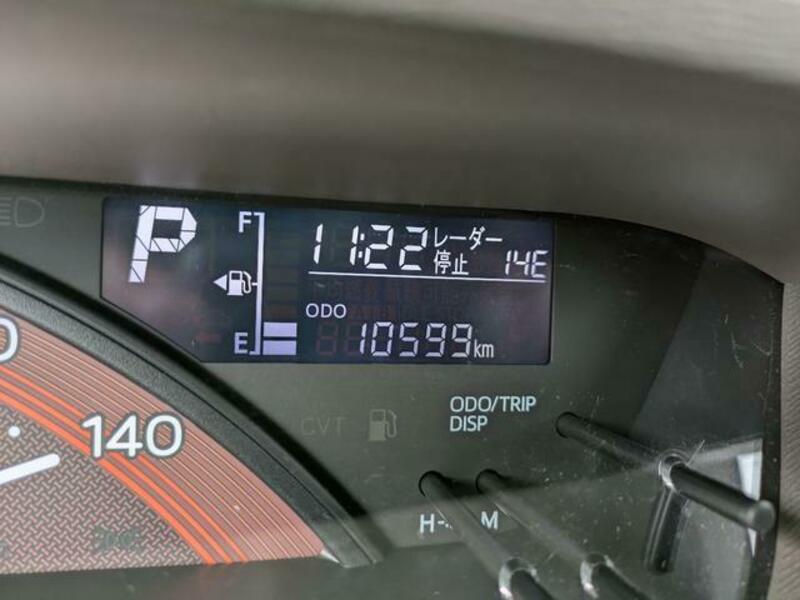 P
F
11:22
レーダー
停止
14E
ODO
E
10599km
140
CVT
ODO/TRIP
DISP
H
M